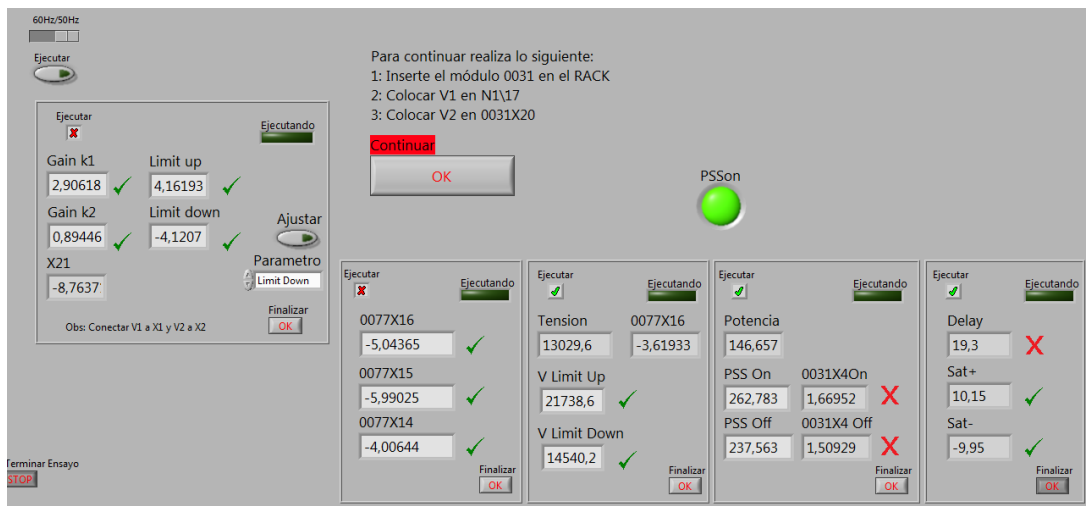 60Hz/50Hz
Ejecutar
Para continuar realiza lo siguiente:
1: Inserte el módulo 0031 en el RACK
2: Colocar V1 en N1\17
3: Colocar V2 en 0031X20
Continuar
OK
PSSon
Ejecutar
Ejecutando
Gain k1 Limit up
2,90618 4,16193
Gain k2 Limit down
0,89446 -4,1207
Ajustar
X21 Parametro
-8,7637 Limit Down
Finalizar
Obs: Conectar V1 a X1 y V2 a X2 OK
Ejecutar Ejecutando
0077X16
-5,04365
0077X15
-5,99025
0077X14
-4,00644
Finalizar
OK
Ejecutar Ejecutando
Tension 0077X16
13029,6 -3,61933
V Limit Up
21738,6
V Limit Down
14540,2
Finalizar
OK
Ejecutar Ejecutando
Potencia
146,657
PSS On 0031X4On
262,783 1,66952 X
PSS Off 0031X4 Off
237,563 1,50929 X
Finalizar
OK
Ejecutar Ejecutando
Delay
19,3 X
Sat+
10,15
Sat-
-9,95
Finalizar
OK
Terminar Ensayo
STOP